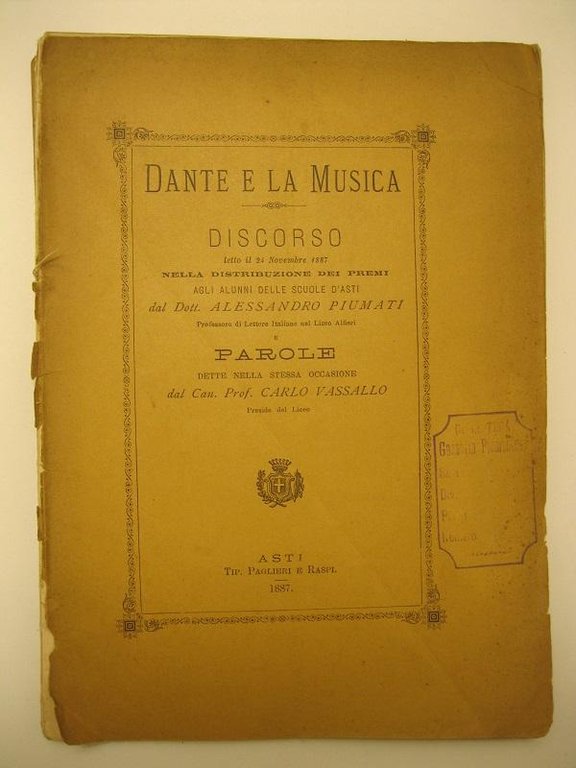 DANTE E LA MUSICA
DISCORSO
letto il 24 Novembre 1887
NELLA DISTRIBUZIONE DEI PREMI
AGLI ALUNNI DELLE SCUOLE D'ASTI
dal Dott. ALESSANDRO PIUMATI
Professore di Lettere Italiane nel Liceo Alfieri
E
PAROLE
DETTE NELLA STESSA OCCASIONE
dal Can. Prof. CARLO VASSALLO
Preside del Liceo
ASTI
TIP. PAGLIERI E RASPI.
1887.